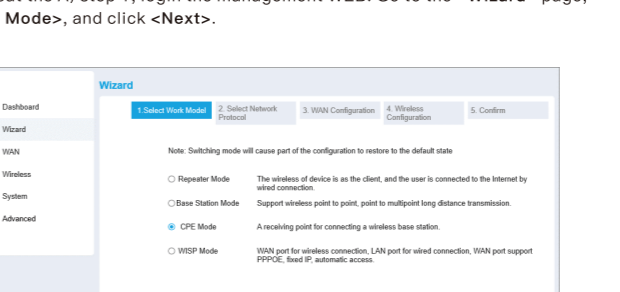 Mode>, and click <Next>.
Wizard
Dashboard
Wizard
WAN
Wireless
System
Advanced
1.Select Work Model
2. Select Network
Protocol
3. WAN Configuration
4. Wireless
Configuration
5. Confirm
Note: Switching mode will cause part of the configuration to restore to the default state
Repeater Mode
The wireless of device is as the client, and the user is connected to the Internet by
wired connection.
Base Station Mode
Support wireless point to point, point to multipoint long distance transmission.
CPE Mode
A receiving point for connecting a wireless base station.
WISP Mode
WAN port for wireless connection, LAN port for wired connection, WAN port support
PPPOE, fixed IP, automatic access.